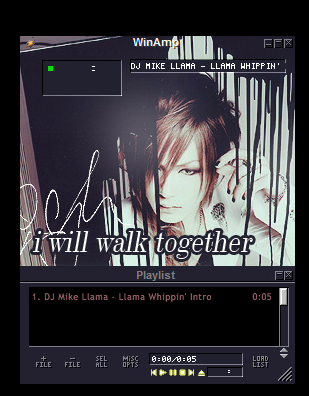 WinAmp
DJ MIKE LLAMA - LLAMA WHIPPIN'
i will walk together
Playlist
1. DJ Mike Llama - Llama Whippin' Intro 0:05
+ FILE
- FILE
SEL ALL
MISC OPTS
0:00/0:05
LOAD LIST